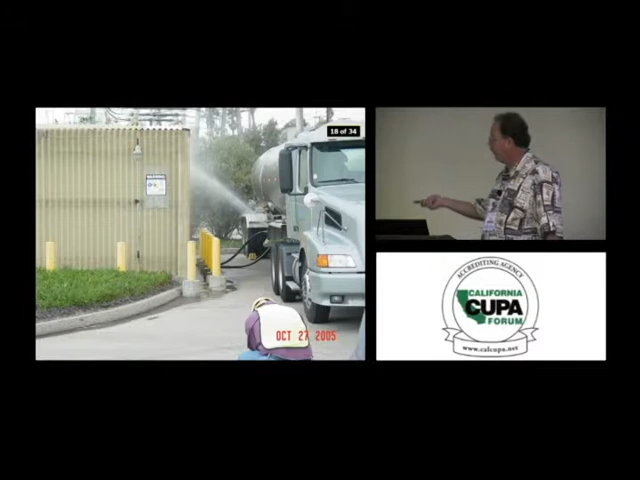 18 of 34
OCT 27 2005
ACCREDITING AGENCY
CALIFORNIA
CUPA
FORUM
www.calcupa.net